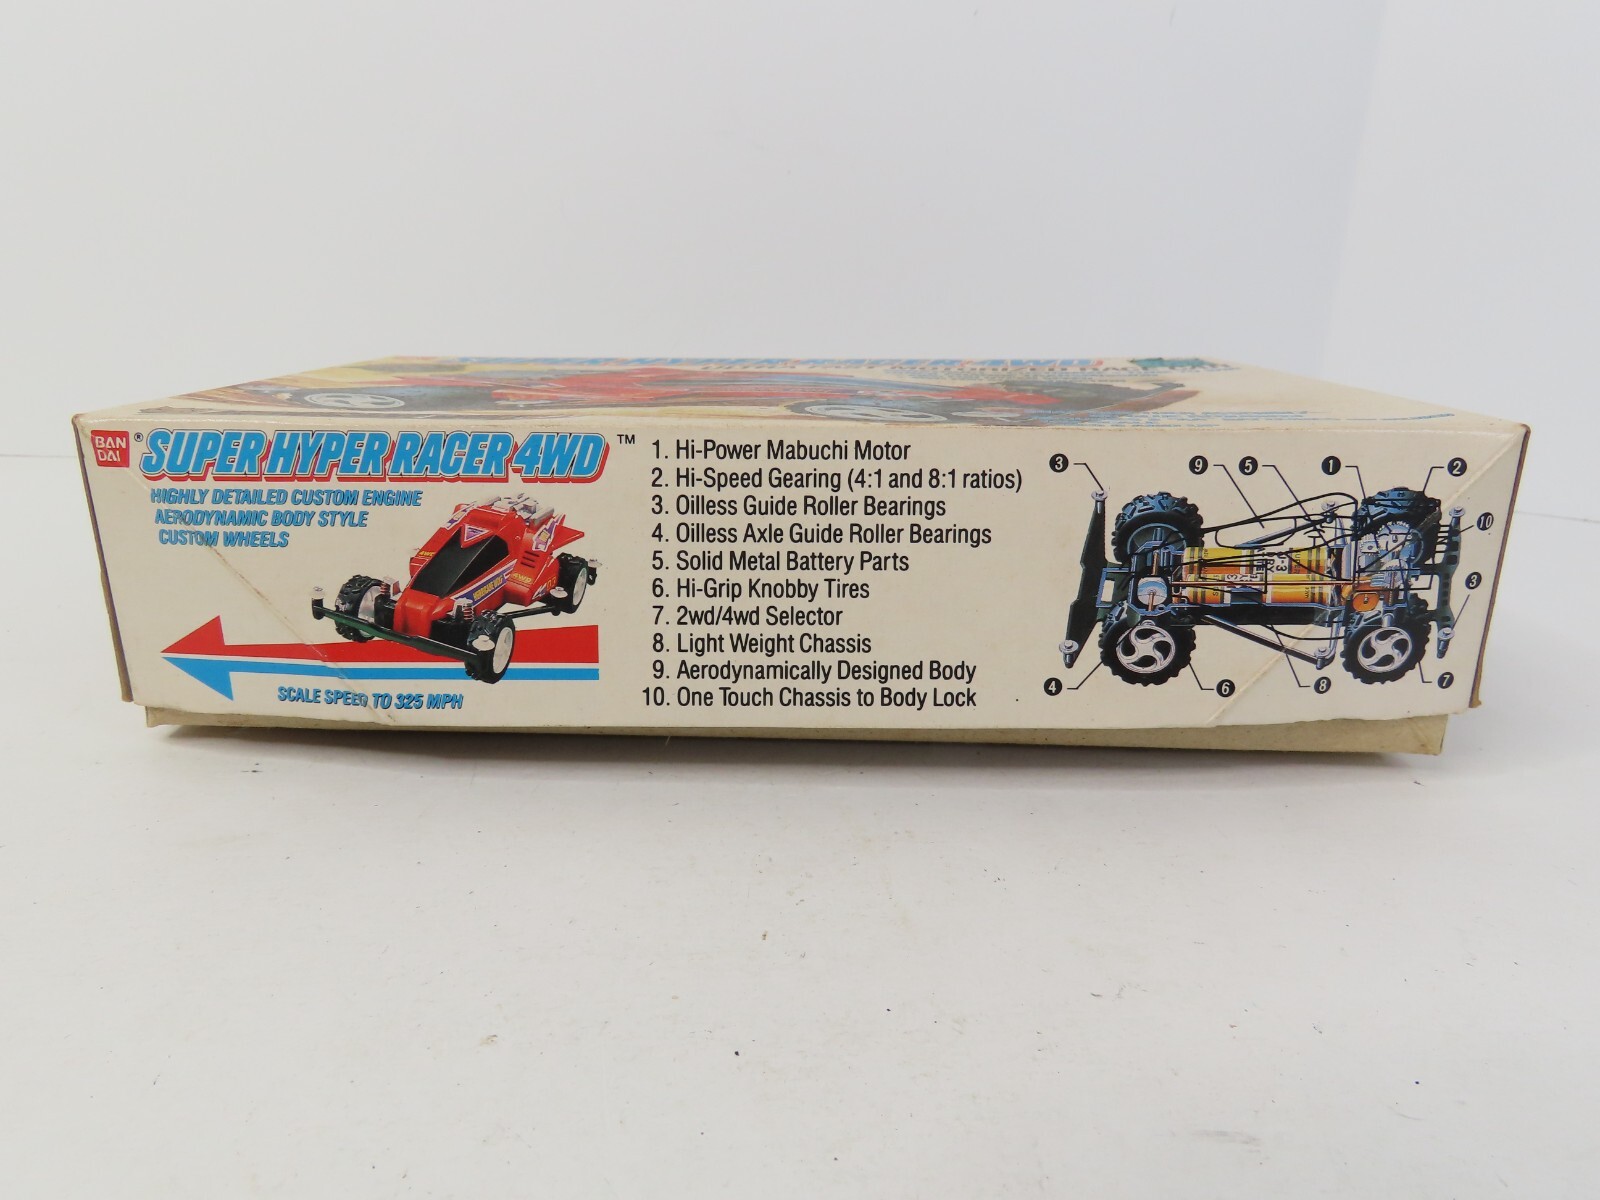 SUPER HYPER RACER 4WD
BAN
DAI
®
SUPER HYPER RACER 4WD
™
HIGHLY DETAILED CUSTOM ENGINE
AERODYNAMIC BODY STYLE
CUSTOM WHEELS
SCALE SPEED TO 325 MPH
1. Hi-Power Mabuchi Motor
2. Hi-Speed Gearing (4:1 and 8:1 ratios)
3. Oilless Guide Roller Bearings
4. Oilless Axle Guide Roller Bearings
5. Solid Metal Battery Parts
6. Hi-Grip Knobby Tires
7. 2wd/4wd Selector
8. Light Weight Chassis
9. Aerodynamically Designed Body
10. One Touch Chassis to Body Lock
3 9 5 1 2
10
3
4 6 8 7